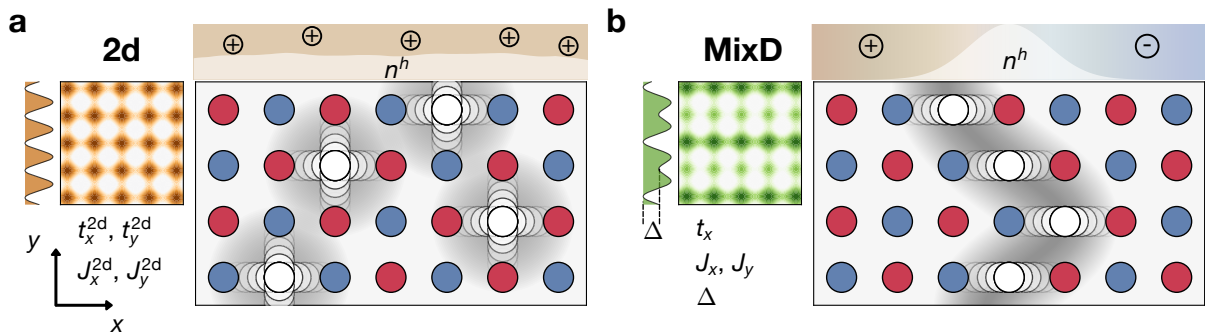 a
2d
+ + + + +
n^h
t_x^2d, t_y^2d
J_x^2d, J_y^2d
y
x
b
MixD
+ -
n^h
Δ
t_x
J_x, J_y
Δ